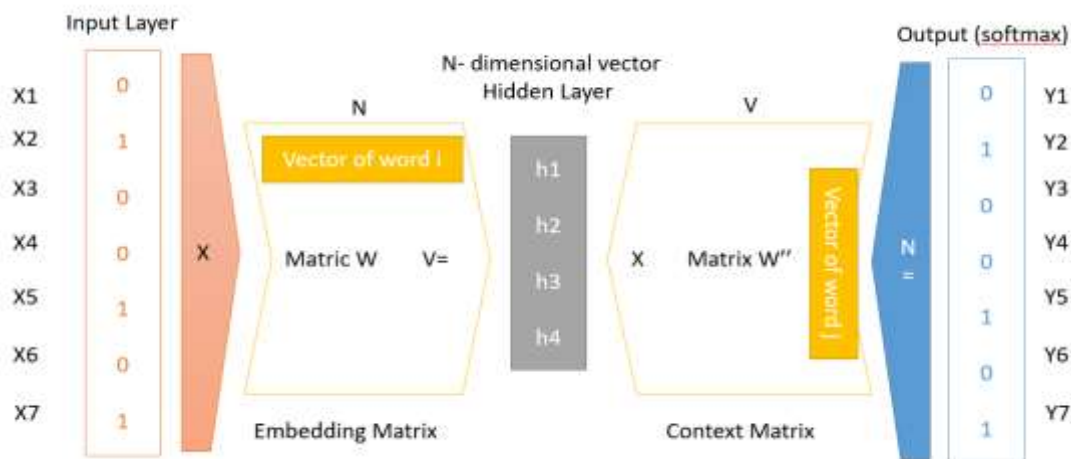 Input Layer
Output (softmax)
N- dimensional vector
Hidden Layer
N
V
X1
X2
X3
X4
X5
X6
X7
0
1
0
0
1
0
1
X
Vector of word i
Matric W
V=
h1
h2
h3
h4
X
Matrix W''
Vector of word j
N
=
0
1
0
0
1
0
1
Y1
Y2
Y3
Y4
Y5
Y6
Y7
Embedding Matrix
Context Matrix